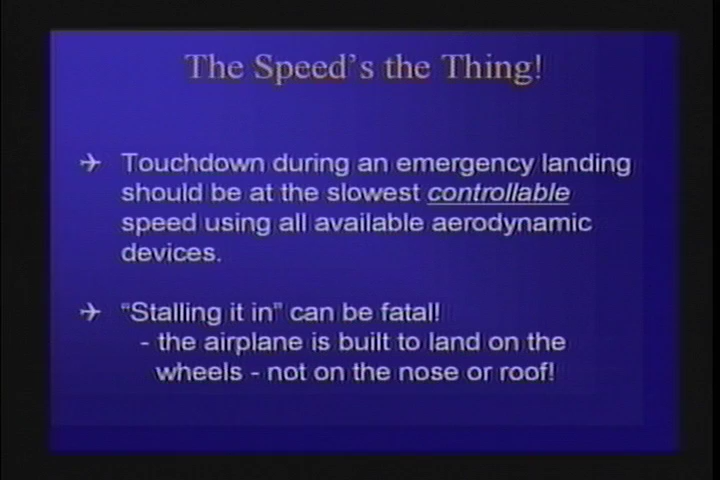 The Speed's the Thing!
Touchdown during an emergency landing
should be at the slowest controllable
speed using all available aerodynamic
devices.
"Stalling it in" can be fatal!
- the airplane is built to land on the
wheels - not on the nose or roof!